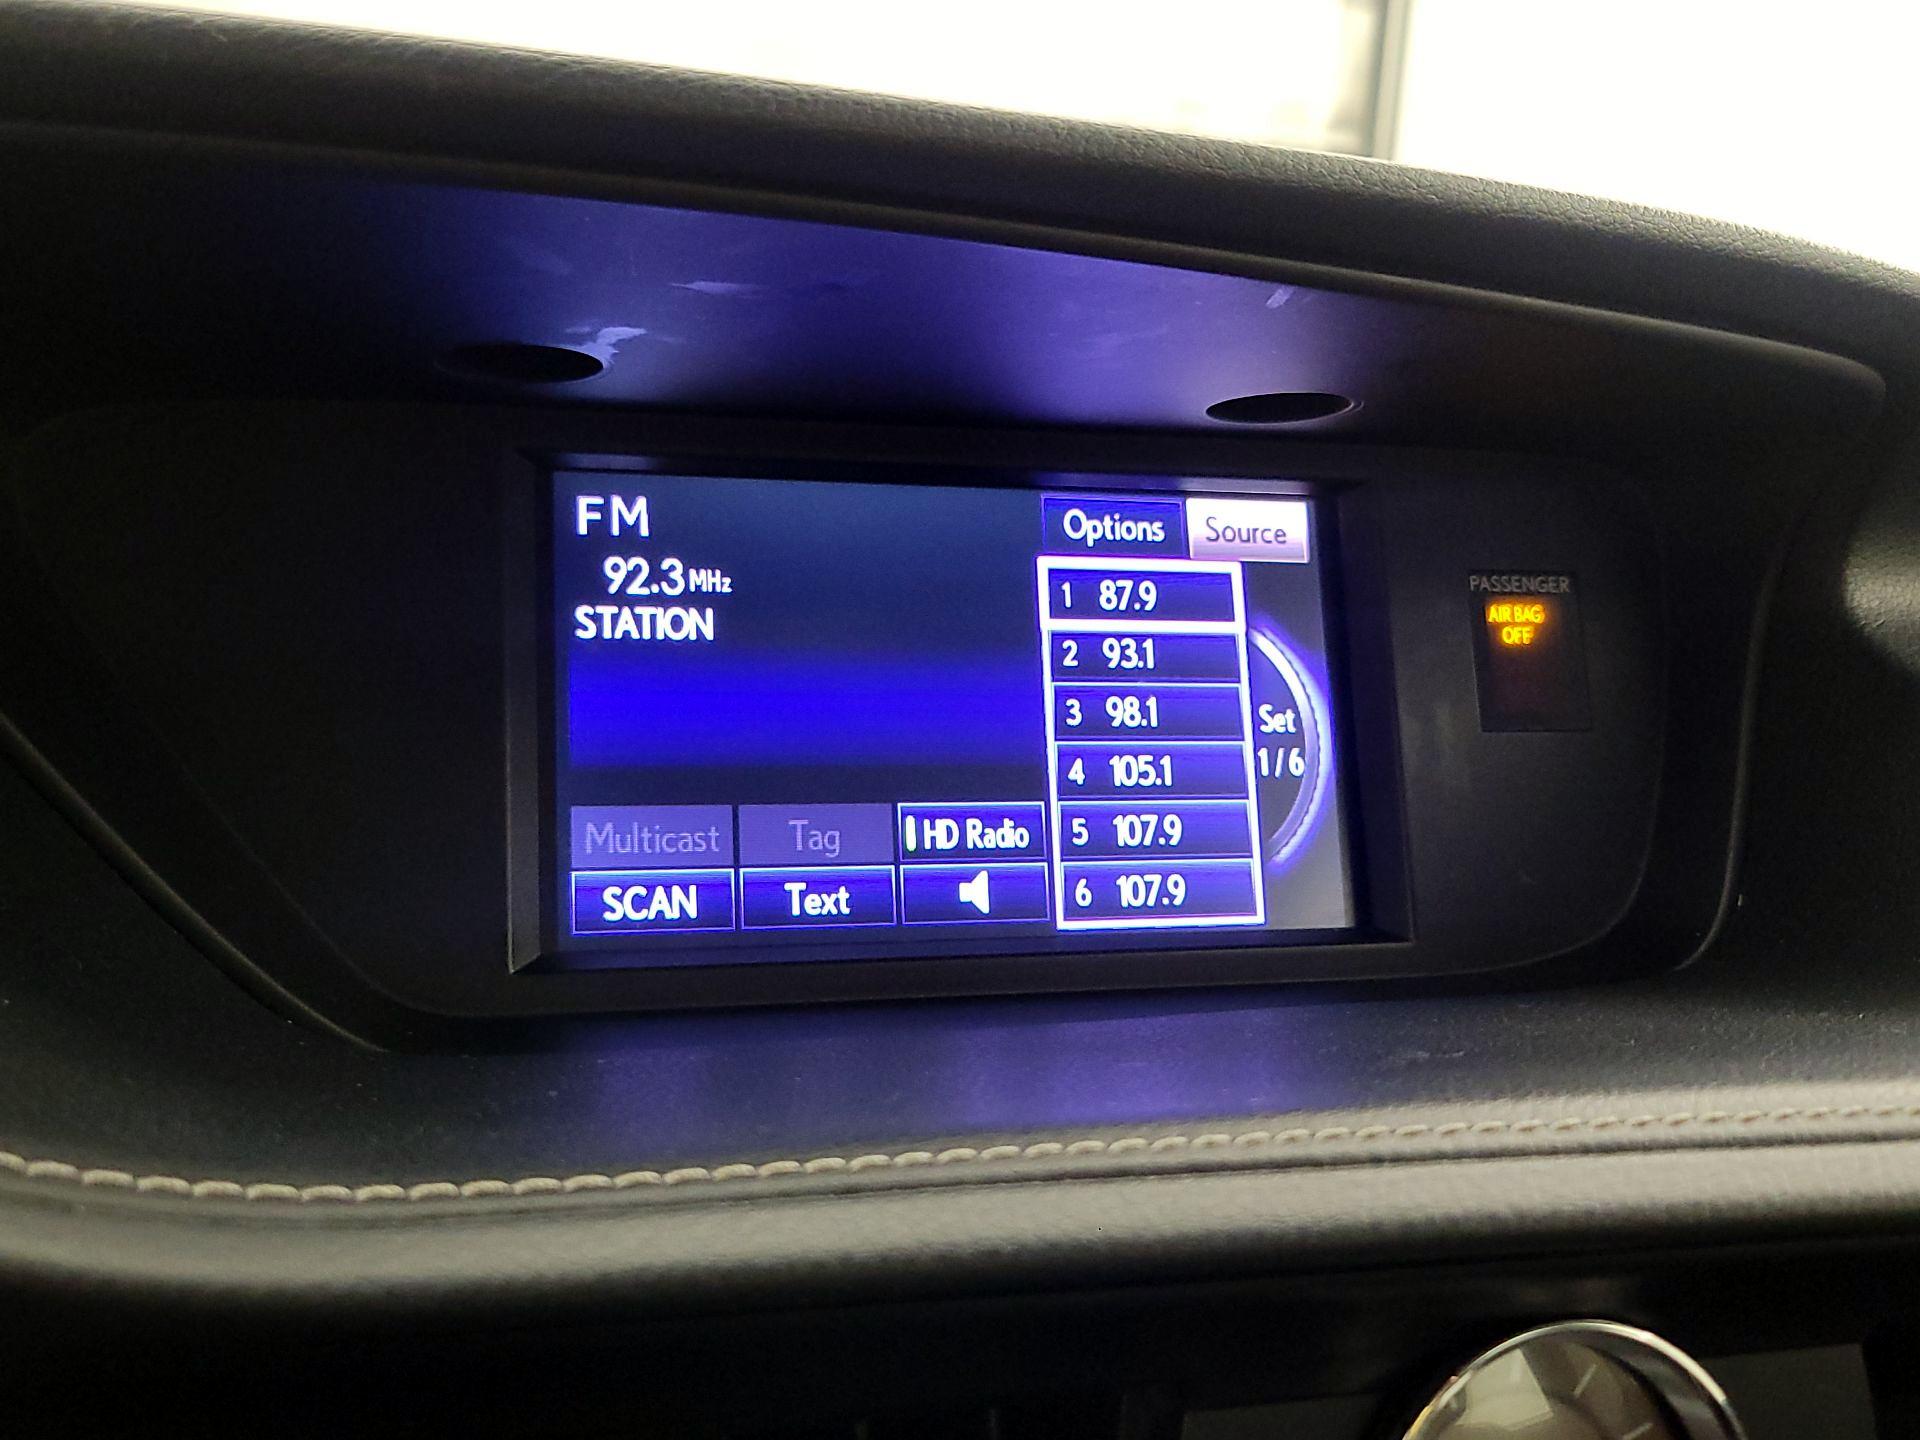 FM
92.3 MHz
STATION
Options
Source
1 87.9
2 93.1
3 98.1
4 105.1
5 107.9
6 107.9
Set
1/6
Multicast
Tag
HD Radio
SCAN
Text
PASSENGER
AIR BAG
OFF